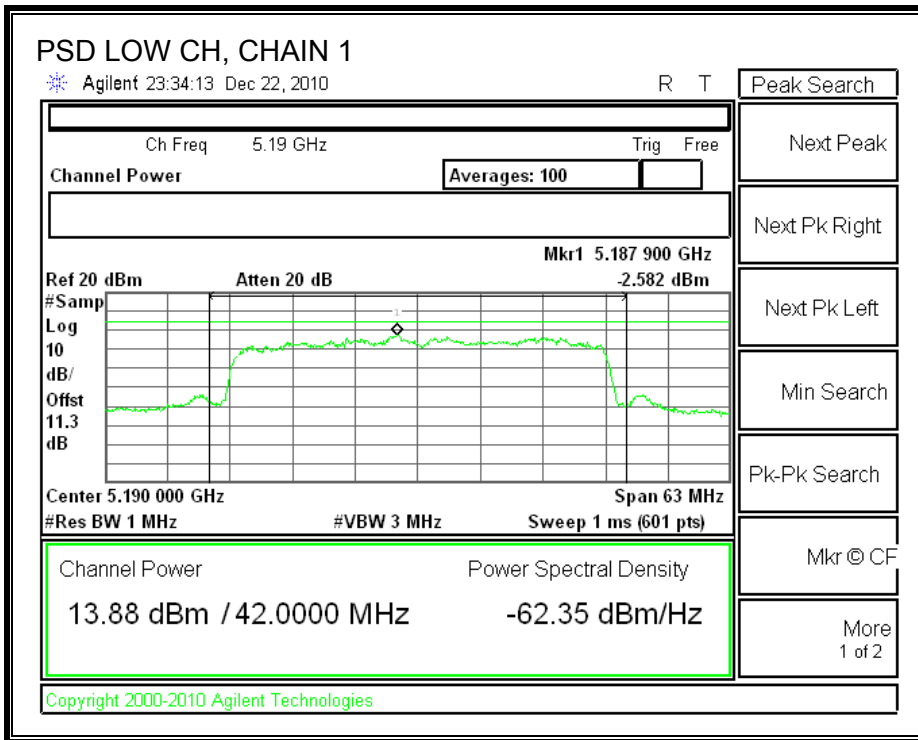 PSD LOW CH, CHAIN 1
Agilent 23:34:13 Dec 22, 2010 R T
Peak Search
Ch Freq 5.19 GHz Trig Free
Channel Power Averages: 100
Mkr1 5.187 900 GHz
Ref 20 dBm Atten 20 dB -2.582 dBm
#Samp
Log
10
dB/
Offst
11.3
dB
1
Center 5.190 000 GHz Span 63 MHz
#Res BW 1 MHz #VBW 3 MHz Sweep 1 ms (601 pts)
Channel Power Power Spectral Density
13.88 dBm / 42.0000 MHz -62.35 dBm/Hz
Copyright 2000-2010 Agilent Technologies
Next Peak
Next Pk Right
Next Pk Left
Min Search
Pk-Pk Search
Mkr © CF
More
1 of 2